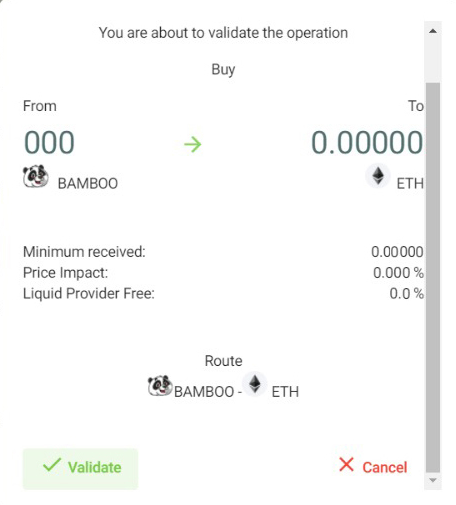 You are about to validate the operation
Buy
From To
000 → 0.00000
BAMBOO ETH
Minimum received: 0.00000
Price Impact: 0.000 %
Liquid Provider Free: 0.0 %
Route
BAMBOO - ETH
Validate Cancel